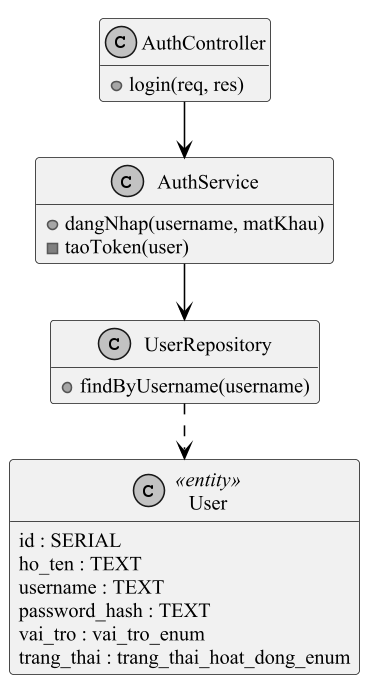 C AuthController
login(req, res)
C AuthService
dangNhap(username, matKhau)
taoToken(user)
C UserRepository
findByUsername(username)
C «entity»
User
id : SERIAL
ho_ten : TEXT
username : TEXT
password_hash : TEXT
vai_tro : vai_tro_enum
trang_thai : trang_thai_hoat_dong_enum